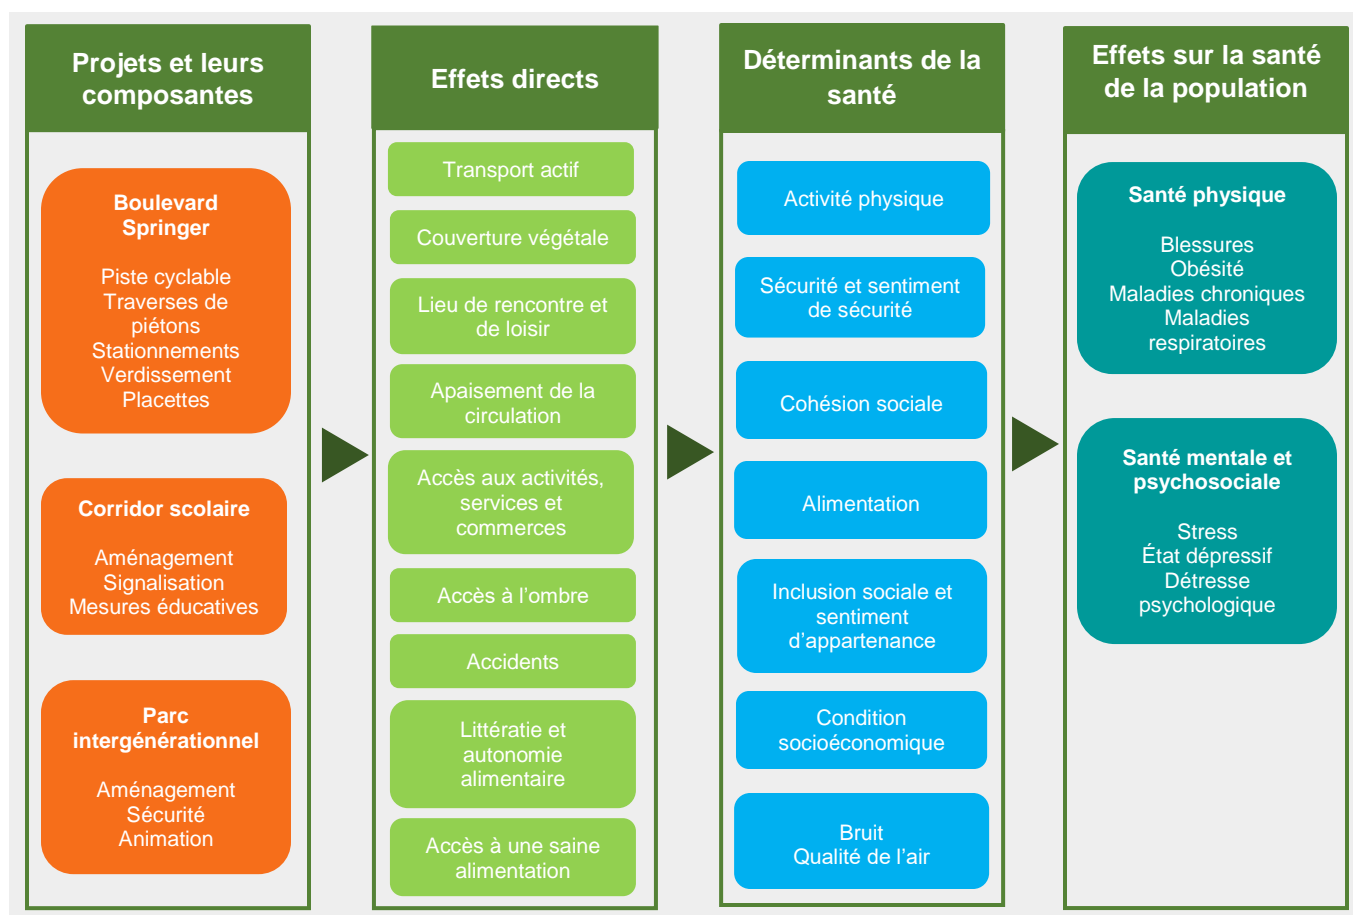 Projets et leurs
composantes
Boulevard
Springer
Piste cyclable
Traverses de
piétons
Stationnements
Verdissement
Placettes
Corridor scolaire
Aménagement
Signalisation
Mesures éducatives
Parc
intergénérationnel
Aménagement
Sécurité
Animation
Effets directs
Transport actif
Couverture végétale
Lieu de rencontre et
de loisir
Apaisement de la
circulation
Accès aux activités,
services et
commerces
Accès à l’ombre
Accidents
Littératie et
autonomie
alimentaire
Accès à une saine
alimentation
Déterminants de la
santé
Activité physique
Sécurité et sentiment
de sécurité
Cohésion sociale
Alimentation
Inclusion sociale et
sentiment
d’appartenance
Condition
socioéconomique
Bruit
Qualité de l’air
Effets sur la santé
de la population
Santé physique
Blessures
Obésité
Maladies chroniques
Maladies
respiratoires
Santé mentale et
psychosociale
Stress
État dépressif
Détresse
psychologique